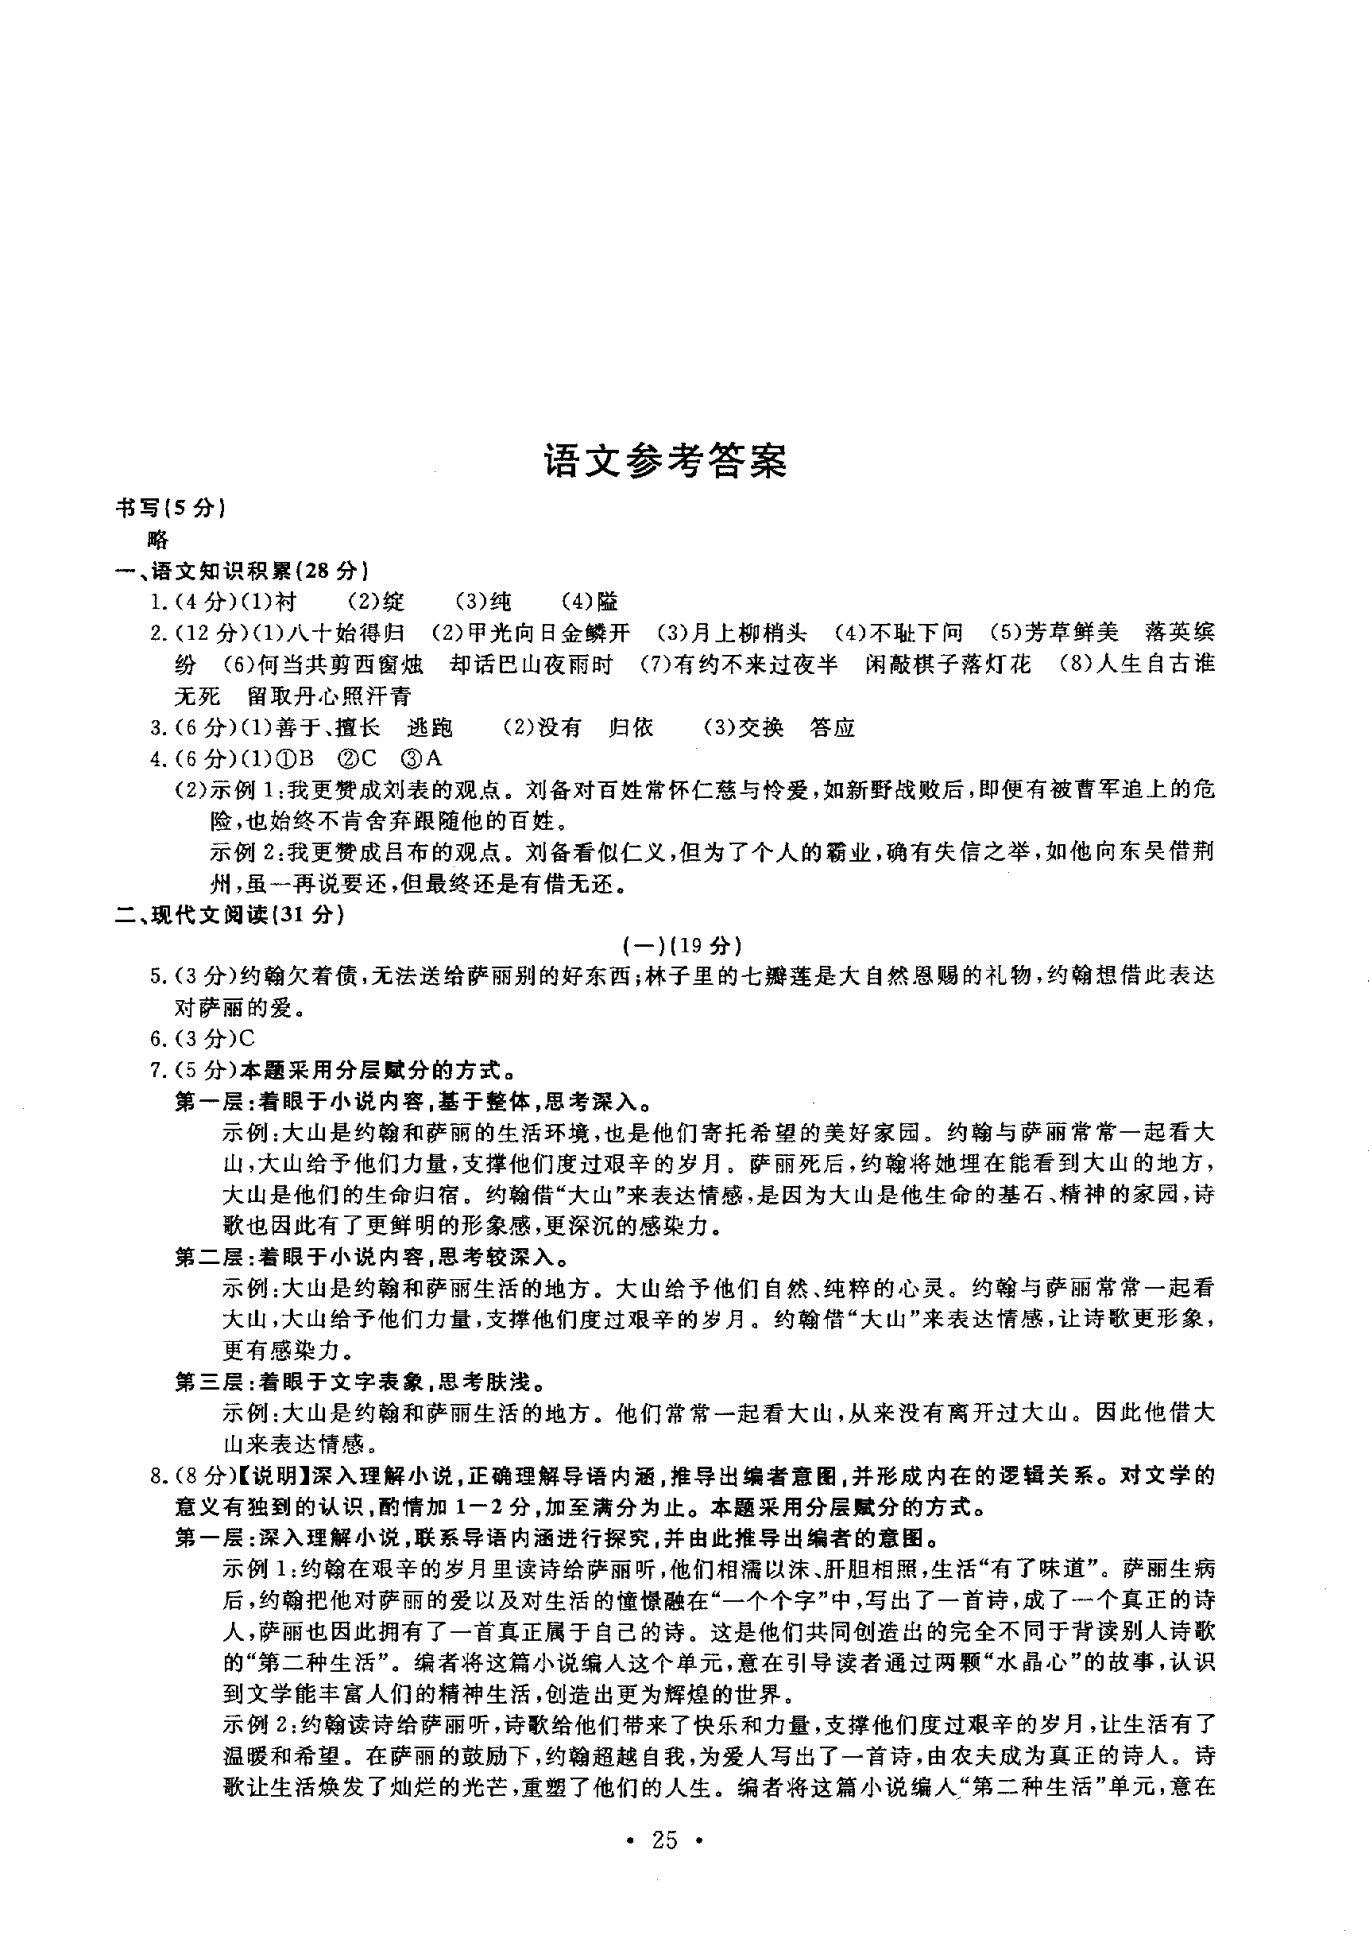 语文参考答案
书写(5分)
略
一、语文知识积累(28分)
1.(4分)(1)衬 (2)绽 (3)纯 (4)隘
2.(12分)(1)八十始得归 (2)甲光向日金鳞开 (3)月上柳梢头 (4)不耻下问 (5)芳草鲜美 落英缤
纷 (6)何当共剪西窗烛 却话巴山夜雨时 (7)有约不来过夜半 闲敲棋子落灯花 (8)人生自古谁
无死 留取丹心照汗青
3.(6分)(1)善于、擅长 逃跑 (2)没有 归依 (3)交换 答应
4.(6分)(1)①B ②C ③A
(2)示例1:我更赞成刘表的观点。刘备对百姓常怀仁慈与怜爱,如新野战败后,即便有被曹军追上的危
险,也始终不肯舍弃跟随他的百姓。
示例2:我更赞成吕布的观点。刘备看似仁义,但为了个人的霸业,确有失信之举,如他向东吴借荆
州,虽一再说要还,但最终还是有借无还。
二、现代文阅读(31分)
(一)(19分)
5.(3分)约翰欠着债,无法送给萨丽别的好东西;林子里的七瓣莲是大自然恩赐的礼物,约翰想借此表达
对萨丽的爱。
6.(3分)C
7.(5分)本题采用分层赋分的方式。
第一层:着眼于小说内容,基于整体,思考深入。
示例:大山是约翰和萨丽的生活环境,也是他们寄托希望的美好家园。约翰与萨丽常常一起看大
山,大山给予他们力量,支撑他们度过艰辛的岁月。萨丽死后,约翰将她埋在能看到大山的地方,
大山是他们的生命归宿。约翰借“大山”来表达情感,是因为大山是他生命的基石、精神的家园,诗
歌也因此有了更鲜明的形象感,更深沉的感染力。
第二层:着眼于小说内容,思考较深入。
示例:大山是约翰和萨丽生活的地方。大山给予他们自然、纯粹的心灵。约翰与萨丽常常一起看
大山,大山给予他们力量,支撑他们度过艰辛的岁月。约翰借“大山”来表达情感,让诗歌更形象,
更有感染力。
第三层:着眼于文字表象,思考肤浅。
示例:大山是约翰和萨丽生活的地方。他们常常一起看大山,从来没有离开过大山。因此他借大
山来表达情感。
8.(8分)【说明】深入理解小说,正确理解导语内涵,推导出编者意图,并形成内在的逻辑关系。对文学的
意义有独到的认识,酌情加1—2分,加至满分为止。本题采用分层赋分的方式。
第一层:深入理解小说,联系导语内涵进行探究,并由此推导出编者的意图。
示例1:约翰在艰辛的岁月里读诗给萨丽听,他们相濡以沫、肝胆相照,生活“有了味道”。萨丽生病
后,约翰把他对萨丽的爱以及对生活的憧憬融在“一个个字”中,写出了一首诗,成了一个真正的诗
人,萨丽也因此拥有了一首真正属于自己的诗。这是他们共同创造出的完全不同于背读别人诗歌
的“第二种生活”。编者将这篇小说编入这个单元,意在引导读者通过两颗“水晶心”的故事,认识
到文学能丰富人们的精神生活,创造出更为辉煌的世界。
示例2:约翰读诗给萨丽听,诗歌给他们带来了快乐和力量,支撑他们度过艰辛的岁月,让生活有了
温暖和希望。在萨丽的鼓励下,约翰超越自我,为爱人写出了一首诗,由农夫成为真正的诗人。诗
歌让生活焕发了灿烂的光芒,重塑了他们的人生。编者将这篇小说编入“第二种生活”单元,意在
• 25 •